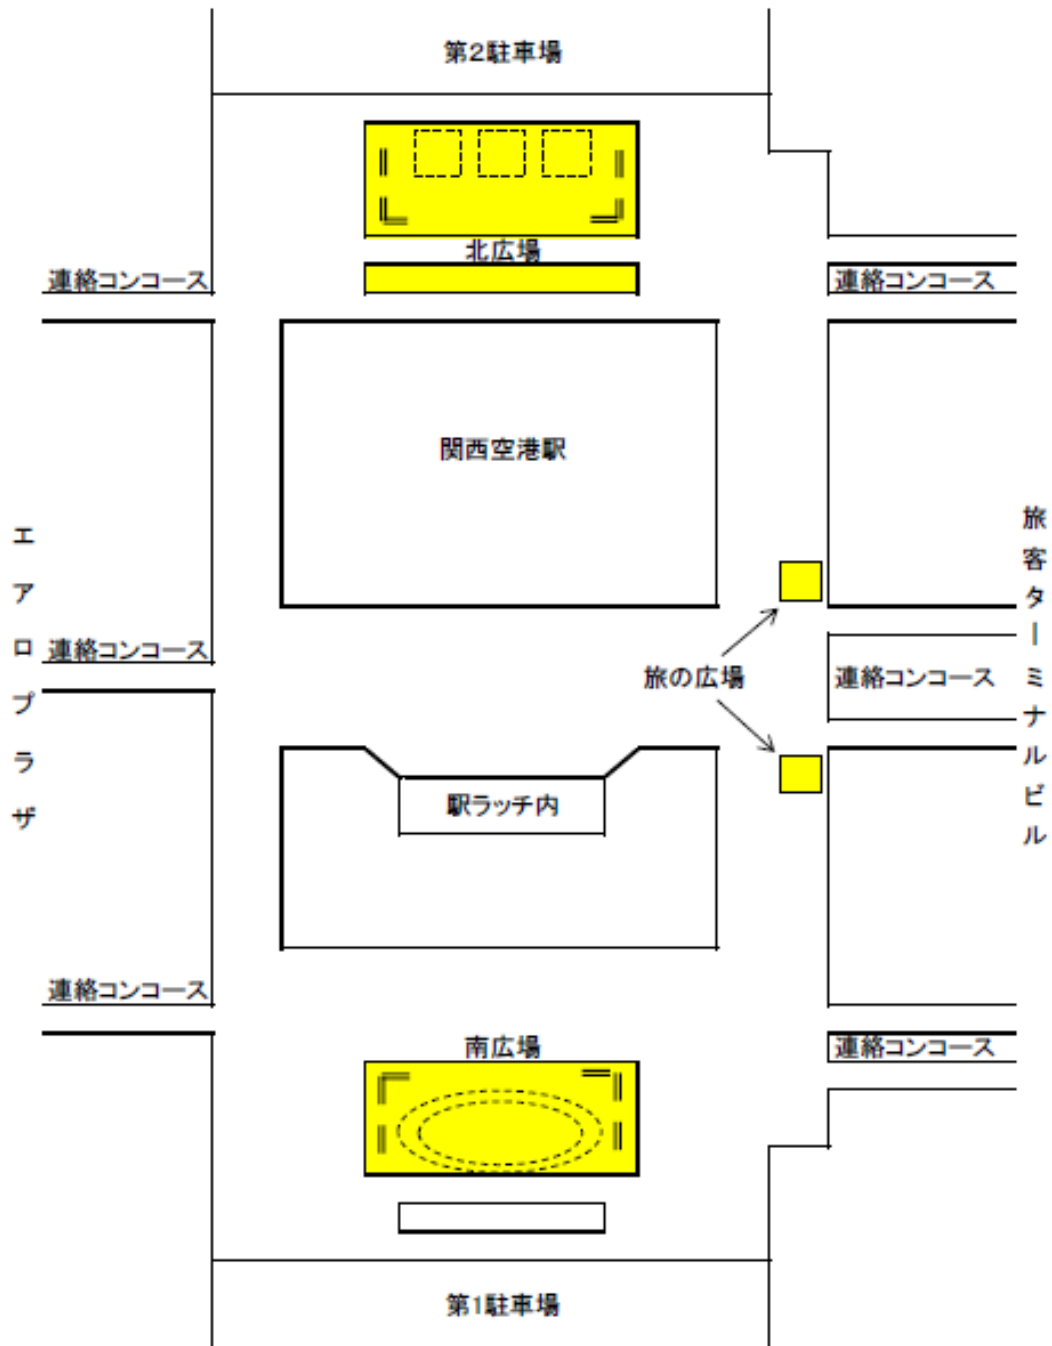 第2駐車場
北広場
連絡コンコース
連絡コンコース
関西空港駅
エアロプラザ
旅客ターミナルビル
連絡コンコース
旅の広場
連絡コンコース
駅ラッチ内
連絡コンコース
南広場
連絡コンコース
第1駐車場